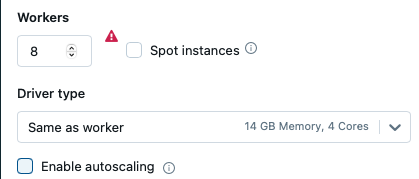 Workers
8 Spot instances
Driver type
Same as worker 14 GB Memory, 4 Cores
Enable autoscaling